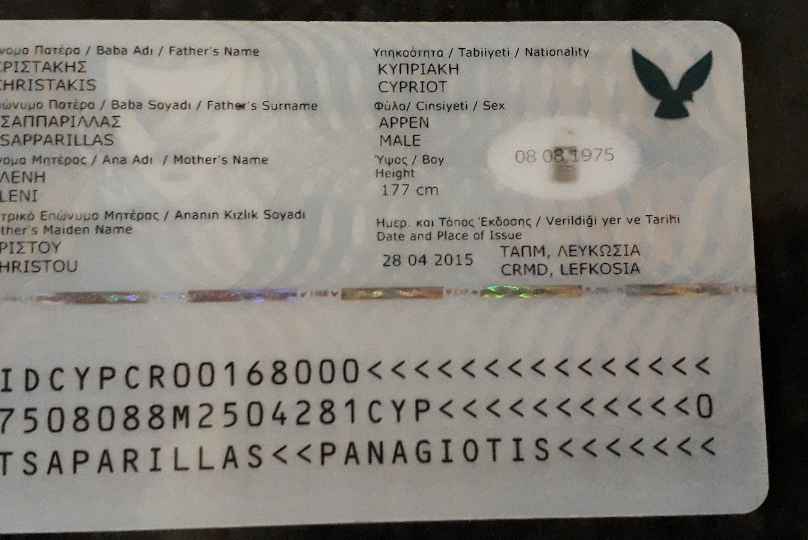 νομα Πατέρα / Baba Adı / Father's Name
ΡΙΣΤΑΚΗΣ
HRISTAKIS
ώνυμο Πατέρα / Baba Soyadı / Father's Surname
ΣΑΠΠΑΡΙΛΛΑΣ
SAPPARILLAS
νομα Μητέρας / Ana Adı / Mother's Name
ΛΕΝΗ
LENI
τρικό Επώνυμο Μητέρας / Ananın Kızlık Soyadı
ther's Maiden Name
ΡΙΣΤΟΥ
HRISTOU
Υπηκοότητα / Tabiiyeti / Nationality
ΚΥΠΡΙΑΚΗ
CYPRIOT
Φύλο/ Cinsiyeti / Sex
ΑΡΡΕΝ
MALE
Ύψος / Boy
Height
177 cm
08 08 1975
Ημερ. και Τόπος Έκδοσης / Verildiği yer ve Tarihi
Date and Place of Issue
28 04 2015
ΤΑΠΜ, ΛΕΥΚΩΣΙΑ
CRMD, LEFKOSIA
IDCYPCR00168000<<<<<<<<<<<<<<<
7508088M2504281CYP<<<<<<<<<<<0
TSAPARILLAS<<PANAGIOTIS<<<<<<<